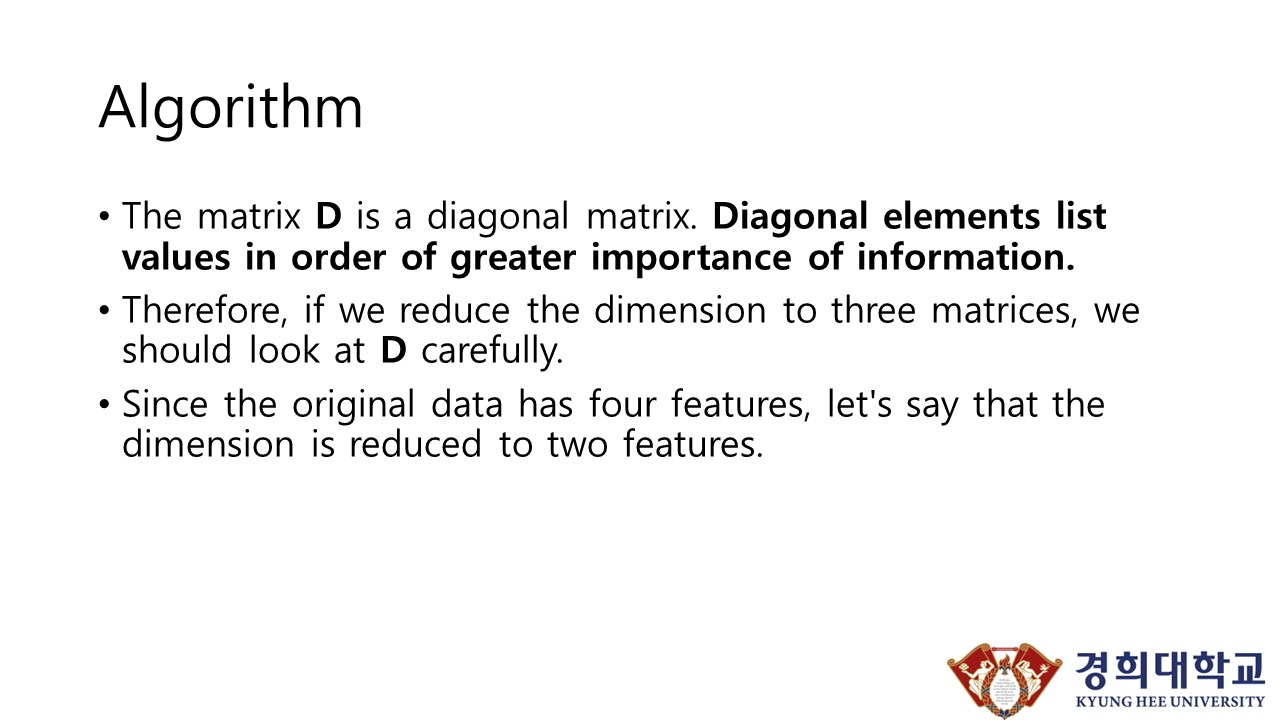 Algorithm
• The matrix D is a diagonal matrix. Diagonal elements list
values in order of greater importance of information.
• Therefore, if we reduce the dimension to three matrices, we
should look at D carefully.
• Since the original data has four features, let's say that the
dimension is reduced to two features.
경희대학교
KYUNG HEE UNIVERSITY